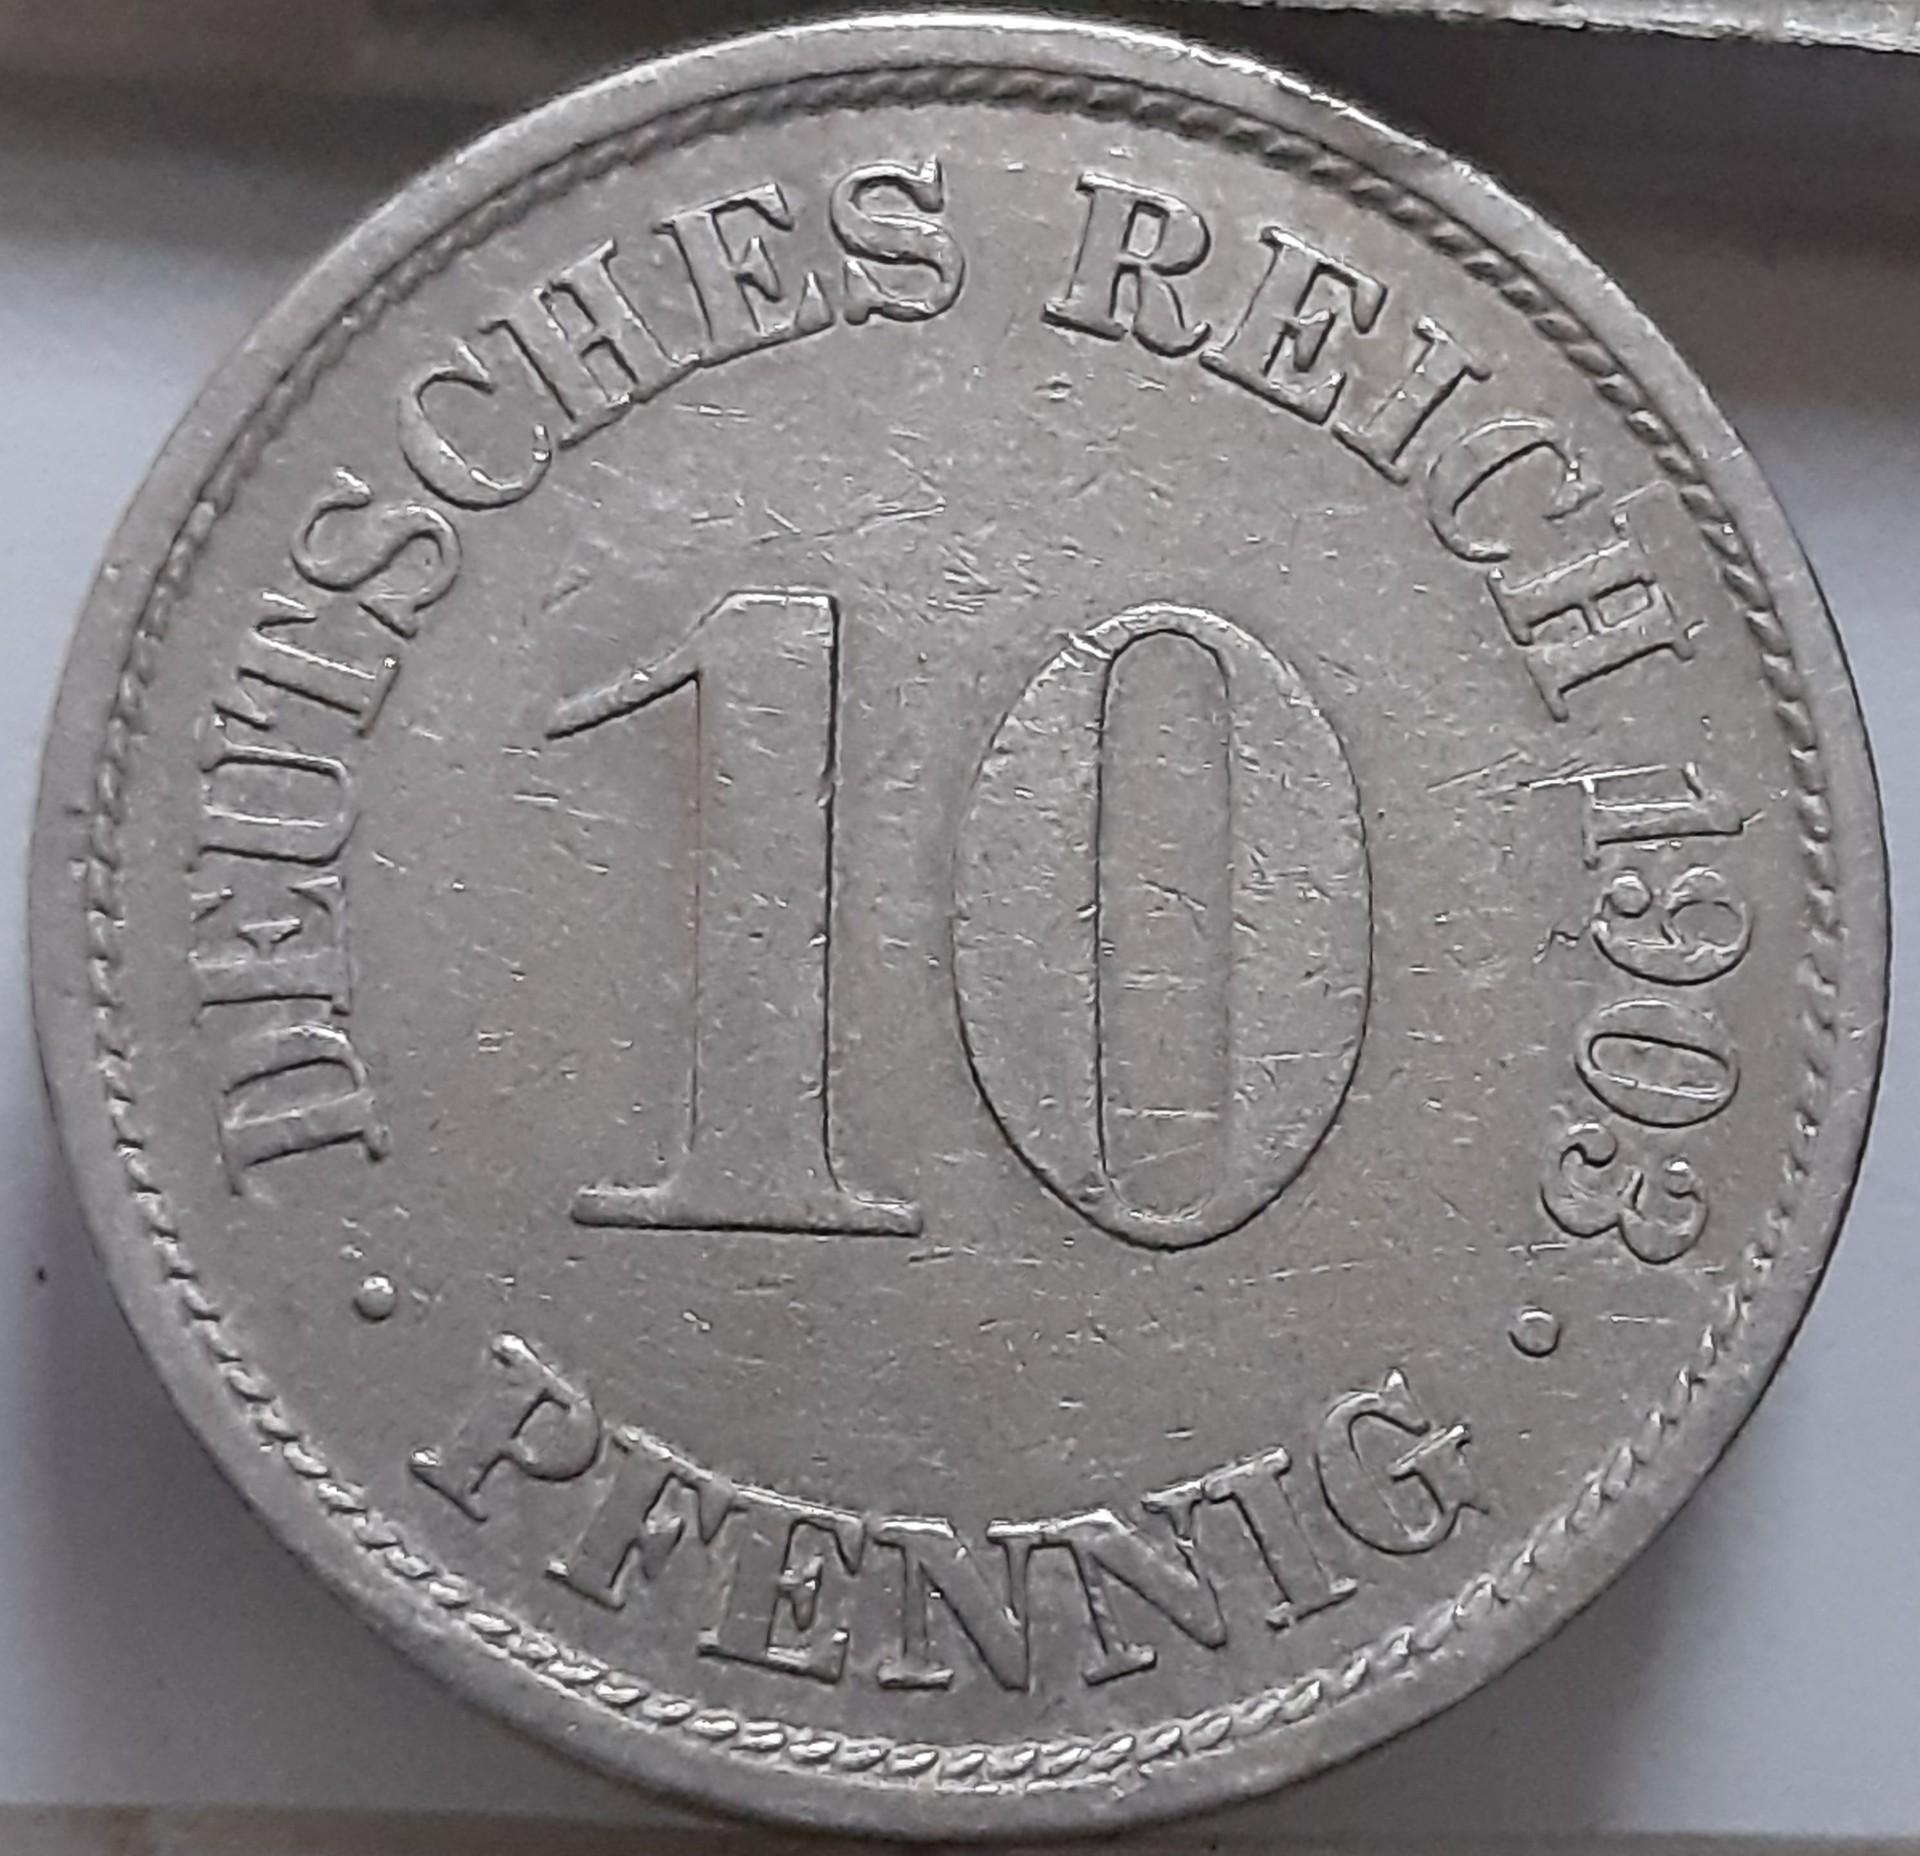 DEUTSCHES REICH 1903
10
• PFENNIG •